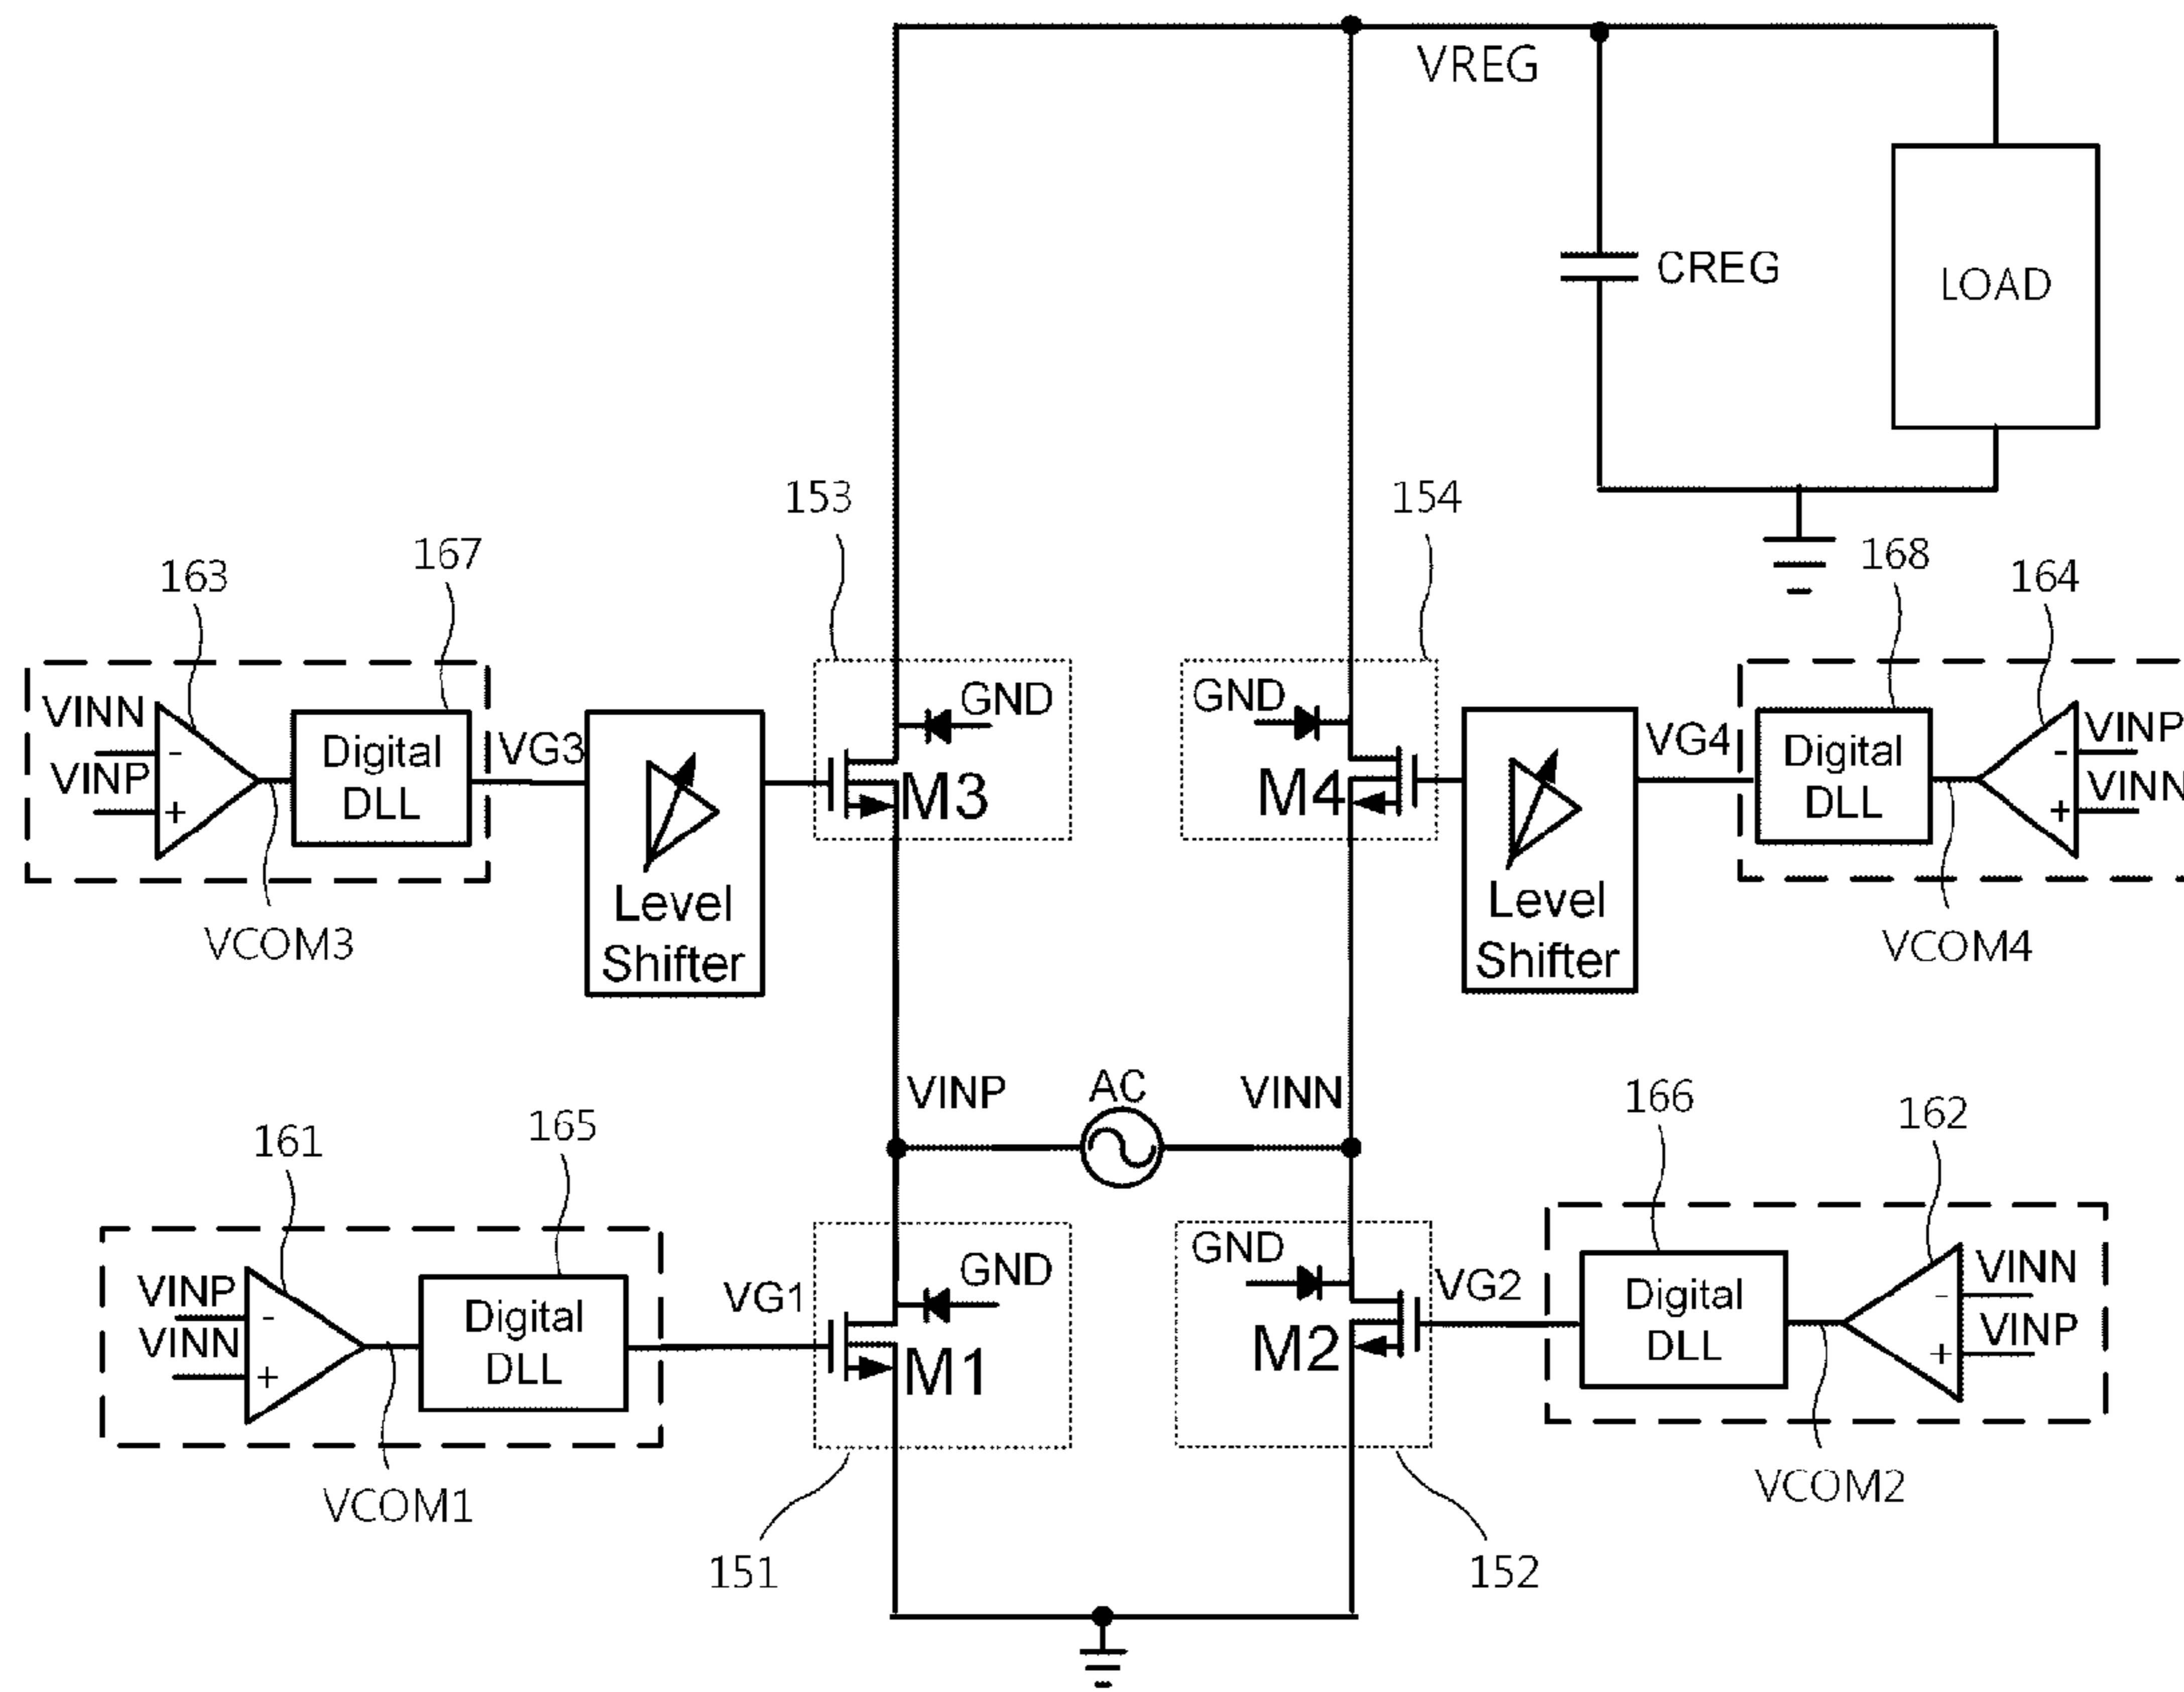 VREG
CREG
LOAD
153
154
163
167
168
164
VINN
-
VINP
+
Digital
DLL
VG3
Level
Shifter
GND
M3
GND
M4
Level
Shifter
VG4
Digital
DLL
VINP
-
VINN
+
VCOM3
VCOM4
VINP
AC
VINN
161
165
166
162
VINP
-
VINN
+
Digital
DLL
VG1
GND
M1
GND
M2
VG2
Digital
DLL
VINN
-
VINP
+
VCOM1
VCOM2
151
152